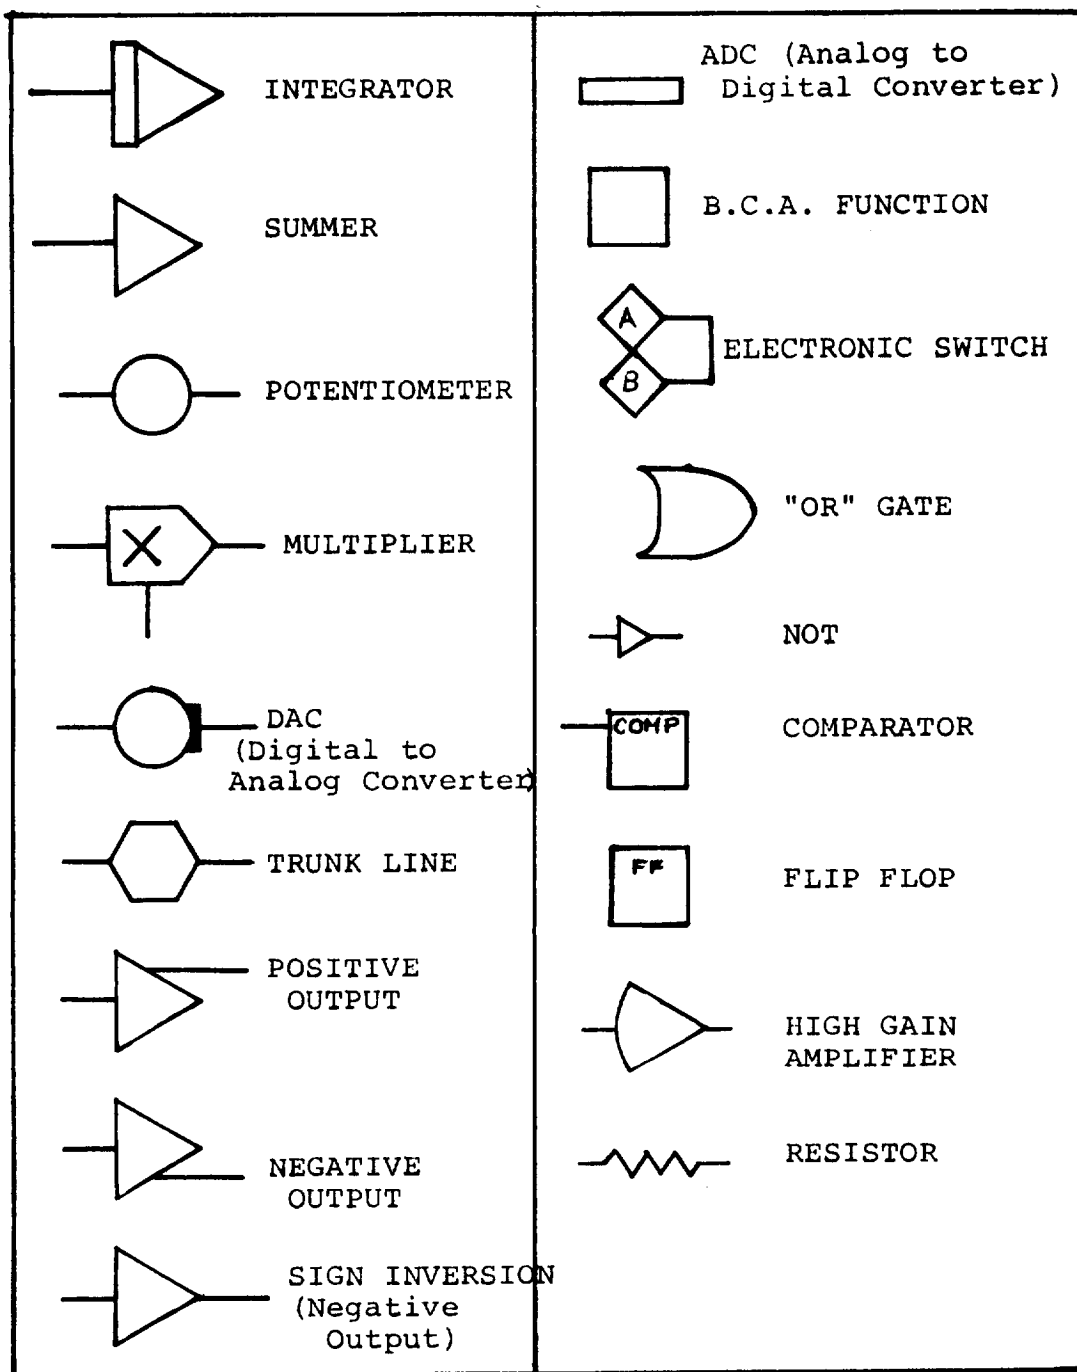 INTEGRATOR
SUMMER
POTENTIOMETER
X
MULTIPLIER
DAC
(Digital to
Analog Converter)
TRUNK LINE
POSITIVE
OUTPUT
NEGATIVE
OUTPUT
SIGN INVERSION
(Negative
Output)
ADC (Analog to
Digital Converter)
B.C.A. FUNCTION
A
B
ELECTRONIC SWITCH
"OR" GATE
NOT
COMP
COMPARATOR
FF
FLIP FLOP
HIGH GAIN
AMPLIFIER
RESISTOR